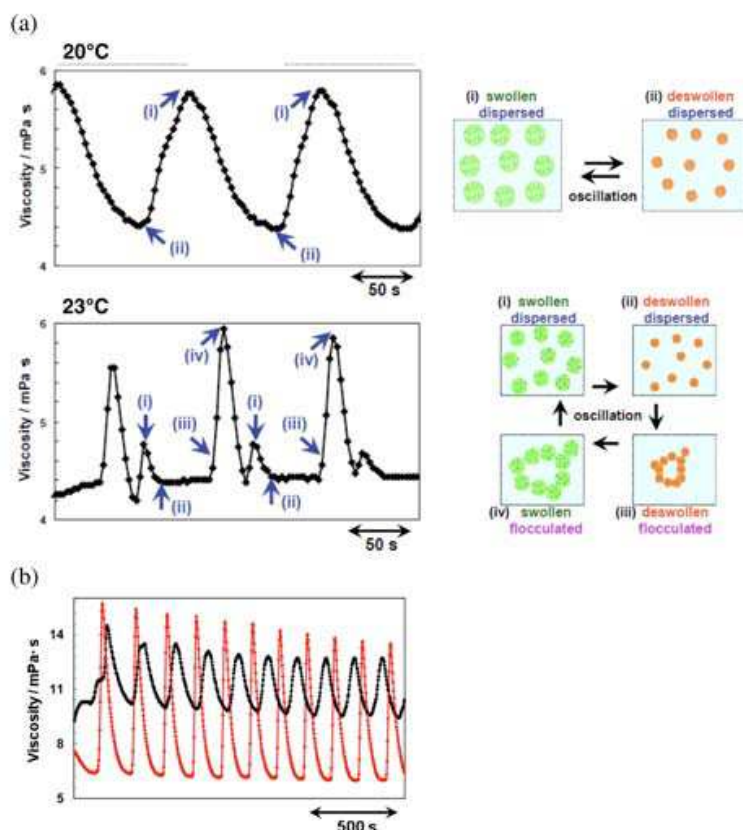 (a)
20°C
6
5
4
Viscosity / mPa s
(i)
(i)
(ii)
(ii)
50 s
(i) swollen
dispersed
(ii) deswollen
dispersed
oscillation
23°C
6
5
4
Viscosity / mPa s
(iv)
(iv)
(i)
(i)
(iii)
(iii)
(ii)
(ii)
50 s
(i) swollen
dispersed
(ii) deswollen
dispersed
oscillation
(iv) swollen
flocculated
(iii) deswollen
flocculated
(b)
14
11
8
5
Viscosity / mPa· s
500 s